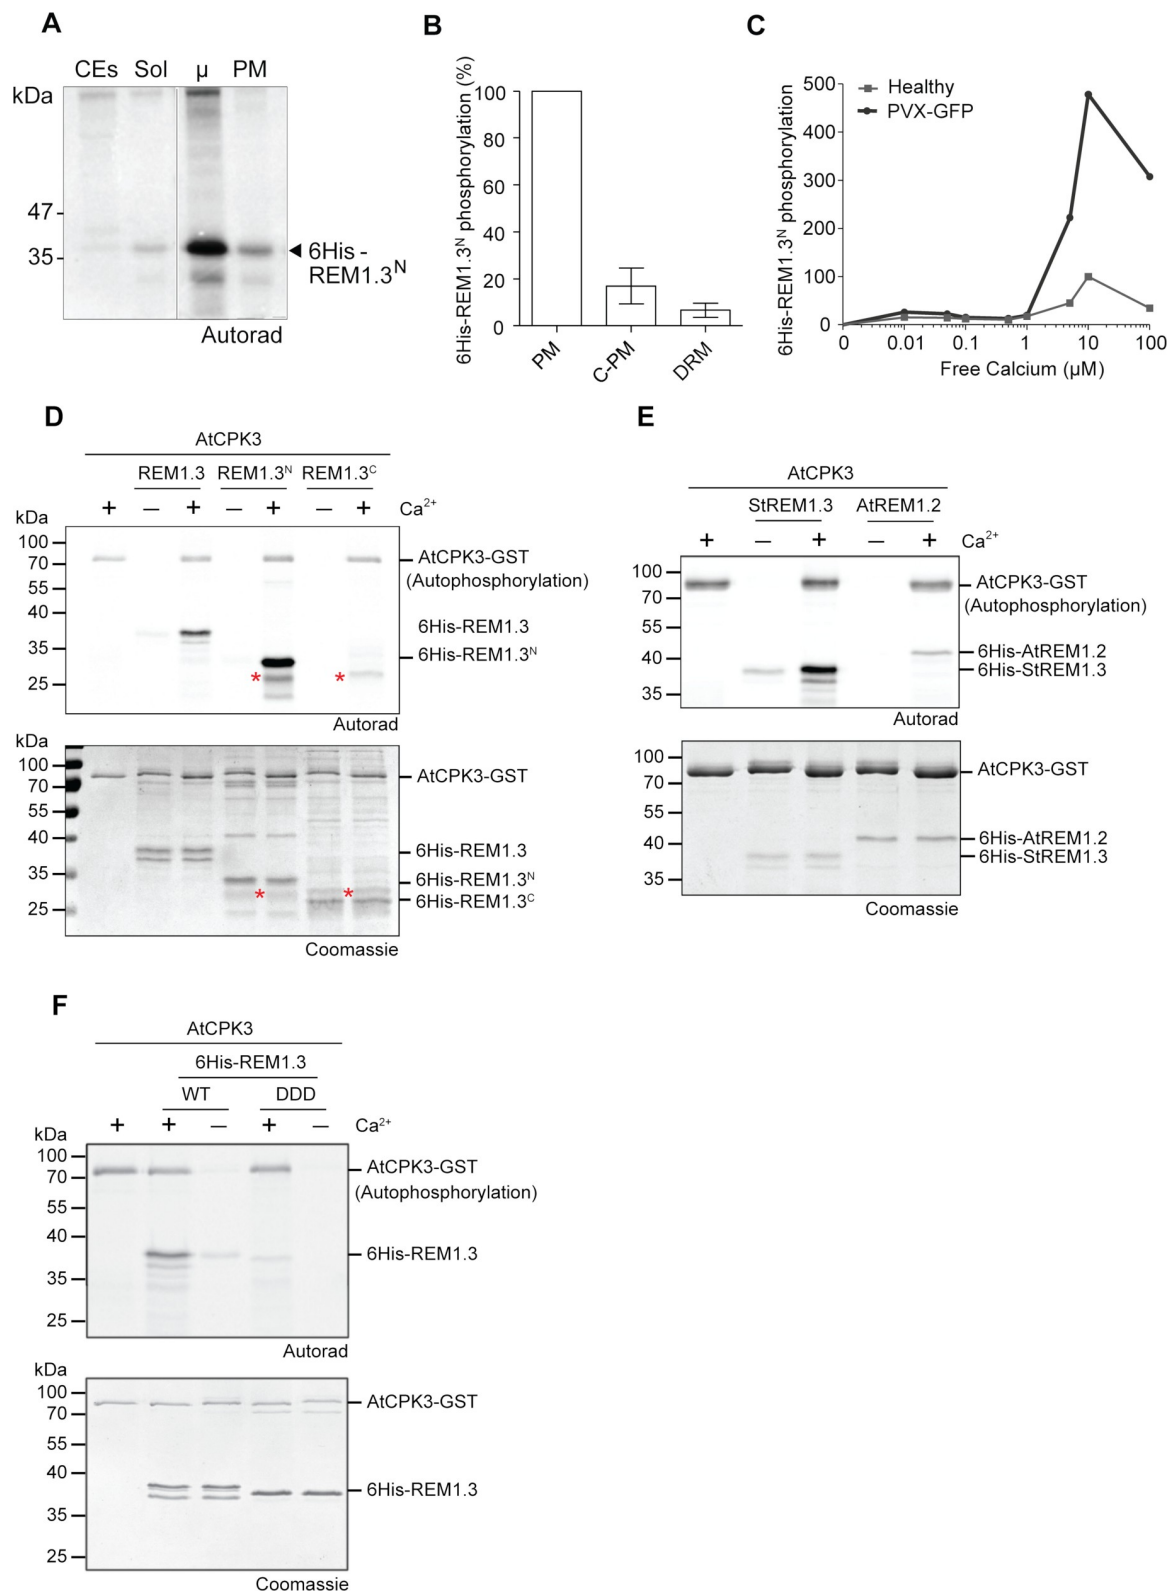 A
CEs Sol µ PM
kDa
47
35
6His -
REM1.3N
Autorad
B
6His-REM1.3N phosphorylation (%)
100
80
60
40
20
0
PM
C-PM
DRM
C
6His-REM1.3N phosphorylation
500
400
300
200
100
0
Healthy
PVX-GFP
0 0.01 0.1 1 10 100
Free Calcium (µM)
D
AtCPK3
REM1.3 REM1.3N REM1.3C
+ – + – + – + Ca2+
kDa
100
70
55
40
35
25
AtCPK3-GST
(Autophosphorylation)
6His-REM1.3
6His-REM1.3N
*
*
Autorad
kDa
100
70
55
40
35
25
AtCPK3-GST
6His-REM1.3
6His-REM1.3N
6His-REM1.3C
*
*
Coomassie
E
AtCPK3
StREM1.3 AtREM1.2
+ – + – + Ca2+
100
70
55
40
35
AtCPK3-GST
(Autophosphorylation)
6His-AtREM1.2
6His-StREM1.3
Autorad
100
70
55
40
35
AtCPK3-GST
6His-AtREM1.2
6His-StREM1.3
Coomassie
F
AtCPK3
6His-REM1.3
WT DDD
+ + – + – Ca2+
kDa
100
70
55
40
35
25
AtCPK3-GST
(Autophosphorylation)
6His-REM1.3
Autorad
kDa
100
70
55
40
35
25
AtCPK3-GST
6His-REM1.3
Coomassie